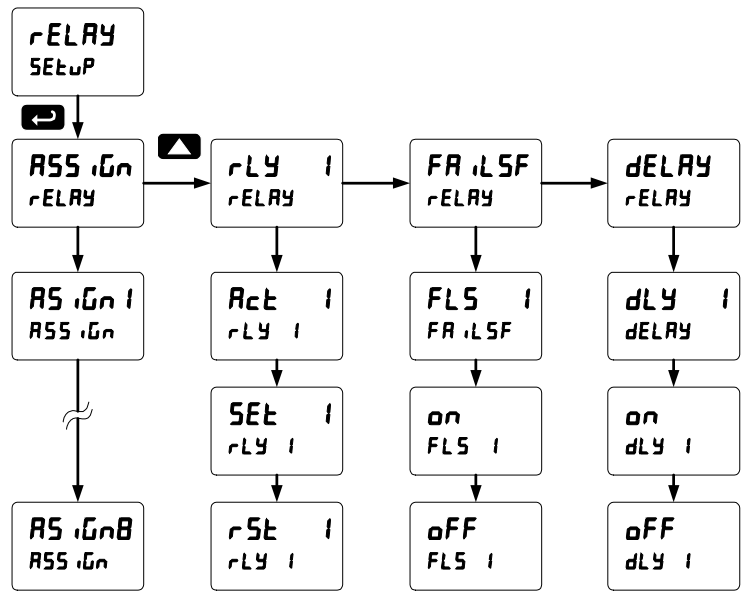 rELAY
SEtuP
ASSiGn
rELAY
rLY 1
rELAY
FAiLSF
rELAY
dELAY
rELAY
ASiGn1
ASSiGn
Act 1
rLY 1
FLS 1
FAiLSF
dLY 1
dELAY
SEt 1
rLY 1
on
FLS 1
on
dLY 1
ASiGn8
ASSiGn
rSt 1
rLY 1
oFF
FLS 1
oFF
dLY 1